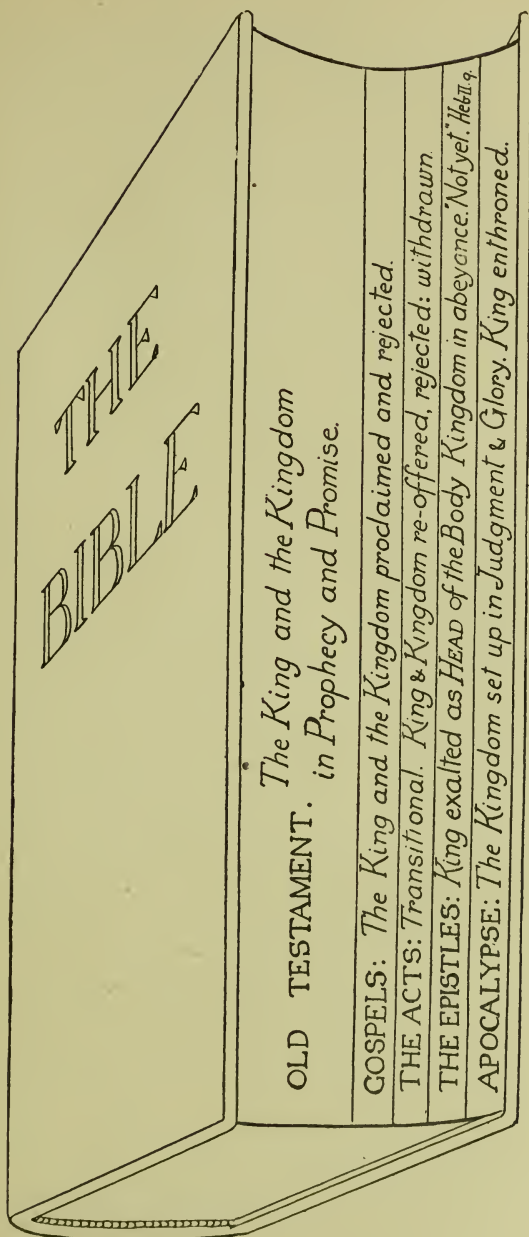 THE
BIBLE
OLD TESTAMENT. The King and the Kingdom
in Prophecy and Promise.
GOSPELS: The King and the Kingdom proclaimed and rejected.
THE ACTS: Transitional. King & Kingdom re-offered, rejected: withdrawn.
THE EPISTLES: King exalted as HEAD of the Body Kingdom in abeyance. "Not yet." Heb II. 9.
APOCALYPSE: The Kingdom set up in Judgment & Glory. King enthroned.